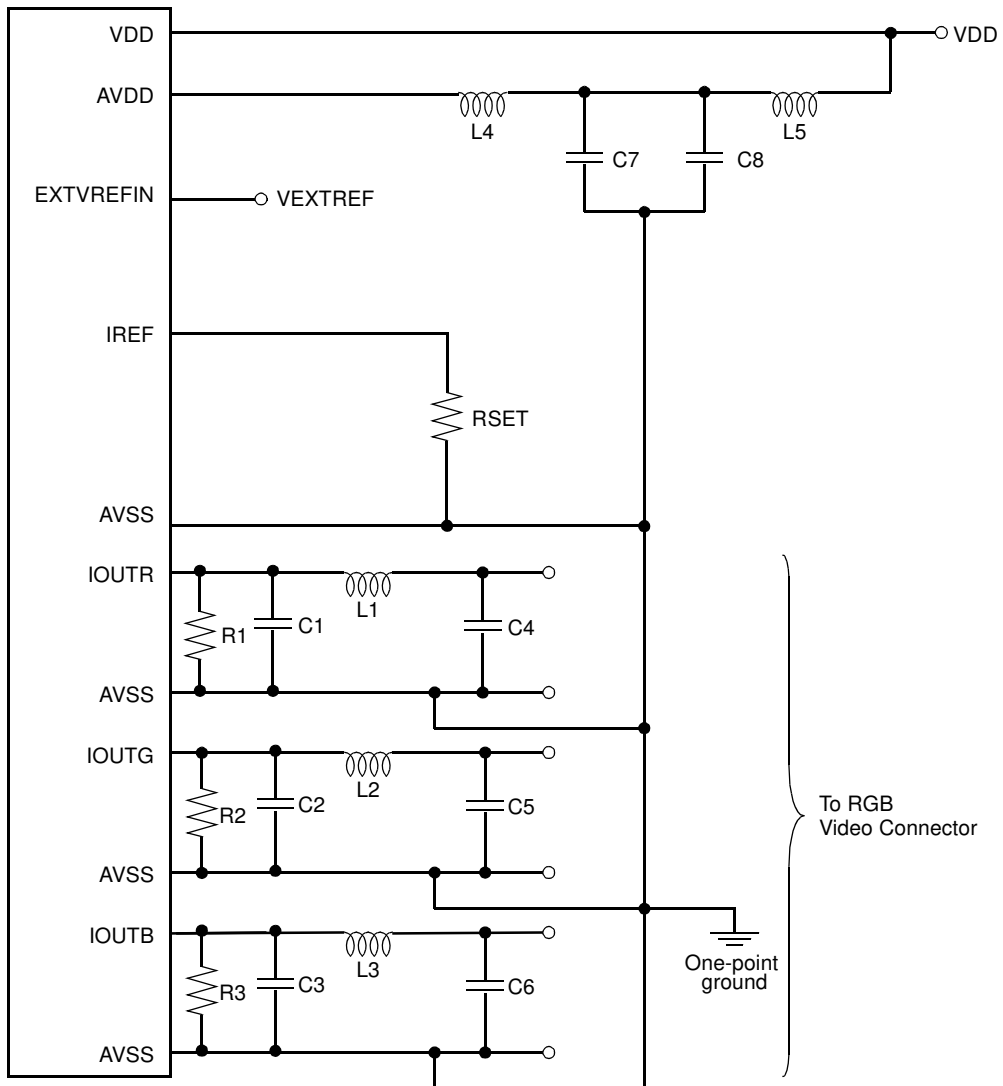 VDD
VDD
AVDD
L4
L5
C7
C8
EXTVREFIN
VEXTREF
IREF
RSET
AVSS
IOUTR
L1
R1
C1
C4
AVSS
IOUTG
L2
R2
C2
C5
To RGB
Video Connector
AVSS
IOUTB
L3
One-point
ground
R3
C3
C6
AVSS